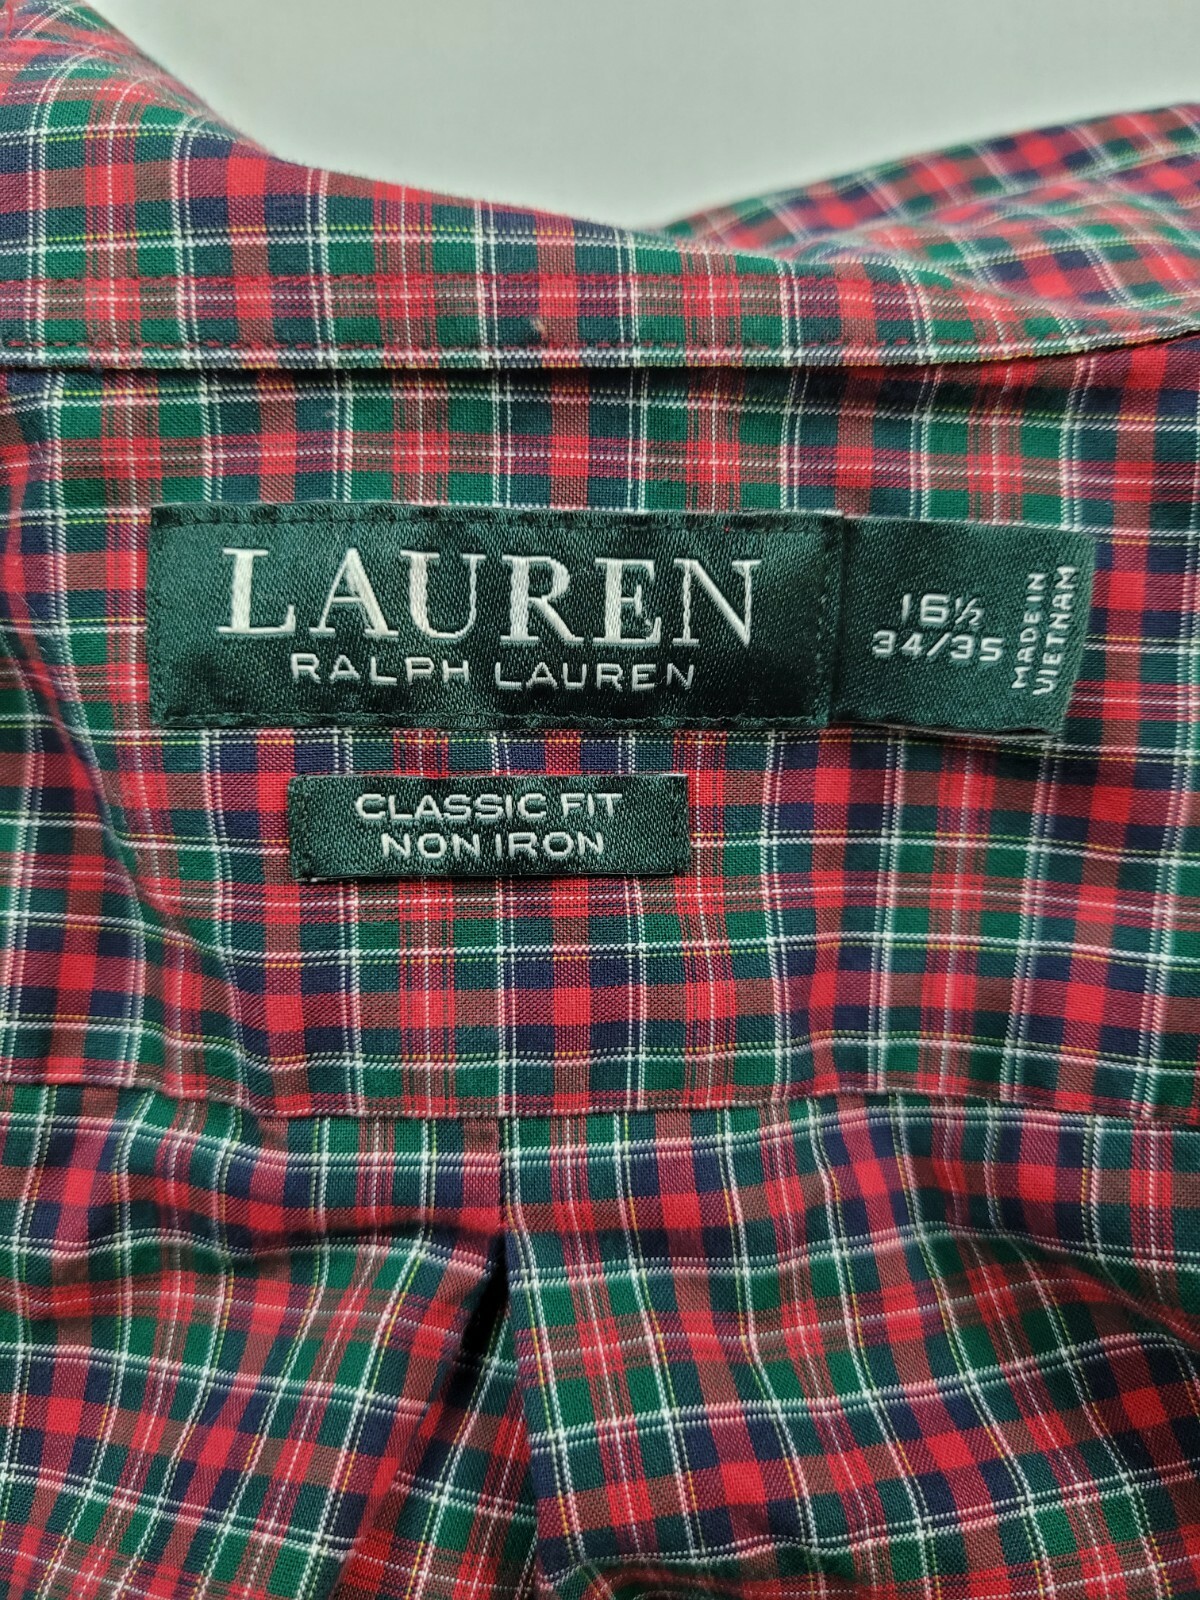 LAUREN
RALPH LAUREN
16½
34/35
MADE IN
VIETNAM
CLASSIC FIT
NON IRON